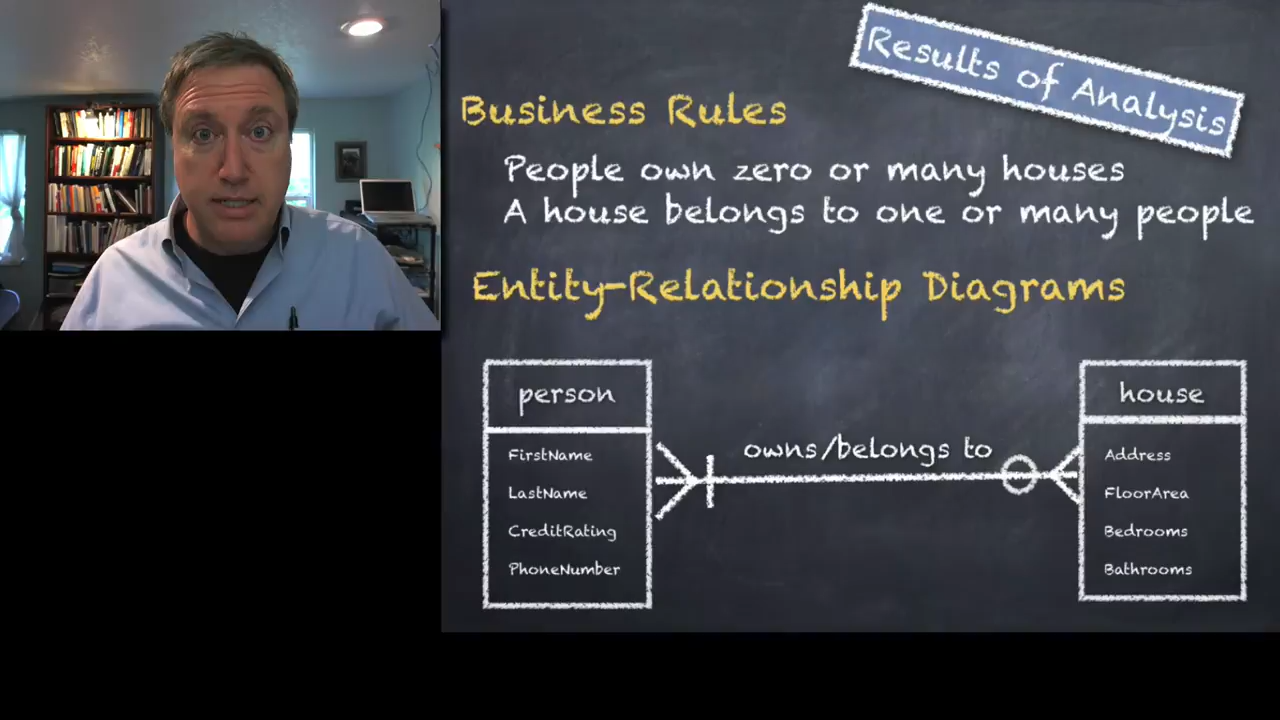 Results of Analysis
Business Rules
People own zero or many houses
A house belongs to one or many people
Entity-Relationship Diagrams
person
FirstName
LastName
CreditRating
PhoneNumber
owns/belongs to
house
Address
FloorArea
Bedrooms
Bathrooms